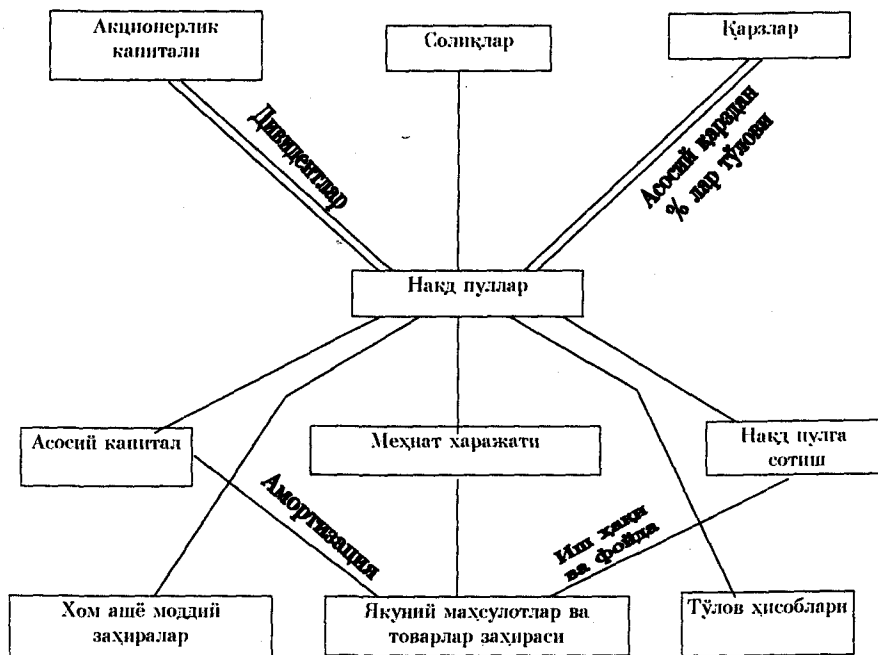 Акционерлик
капитали
Солиқлар
Қарзлар
Дивидентлар
Асосий қарздан
% лар тўлови
Нақд пуллар
Асосий капитал
Меҳнат харажати
Нақд пулга
сотиш
Амортизация
Иш ҳақи
ва фойда
Хом ашё моддий
заҳиралар
Якуний маҳсулотлар ва
товарлар заҳираси
Тўлов ҳисоблари